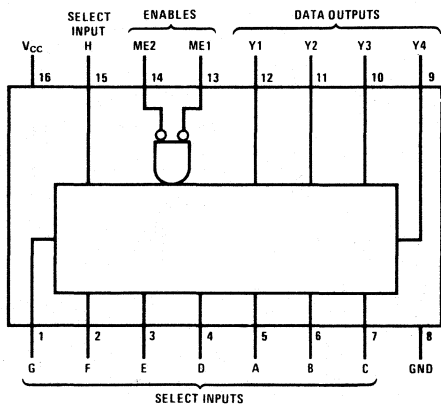 SELECT INPUT ENABLES DATA OUTPUTS
VCC H ME2 ME1 Y1 Y2 Y3 Y4
16 15 14 13 12 11 10 9
1 2 3 4 5 6 7 8
G F E D A B C GND
SELECT INPUTS